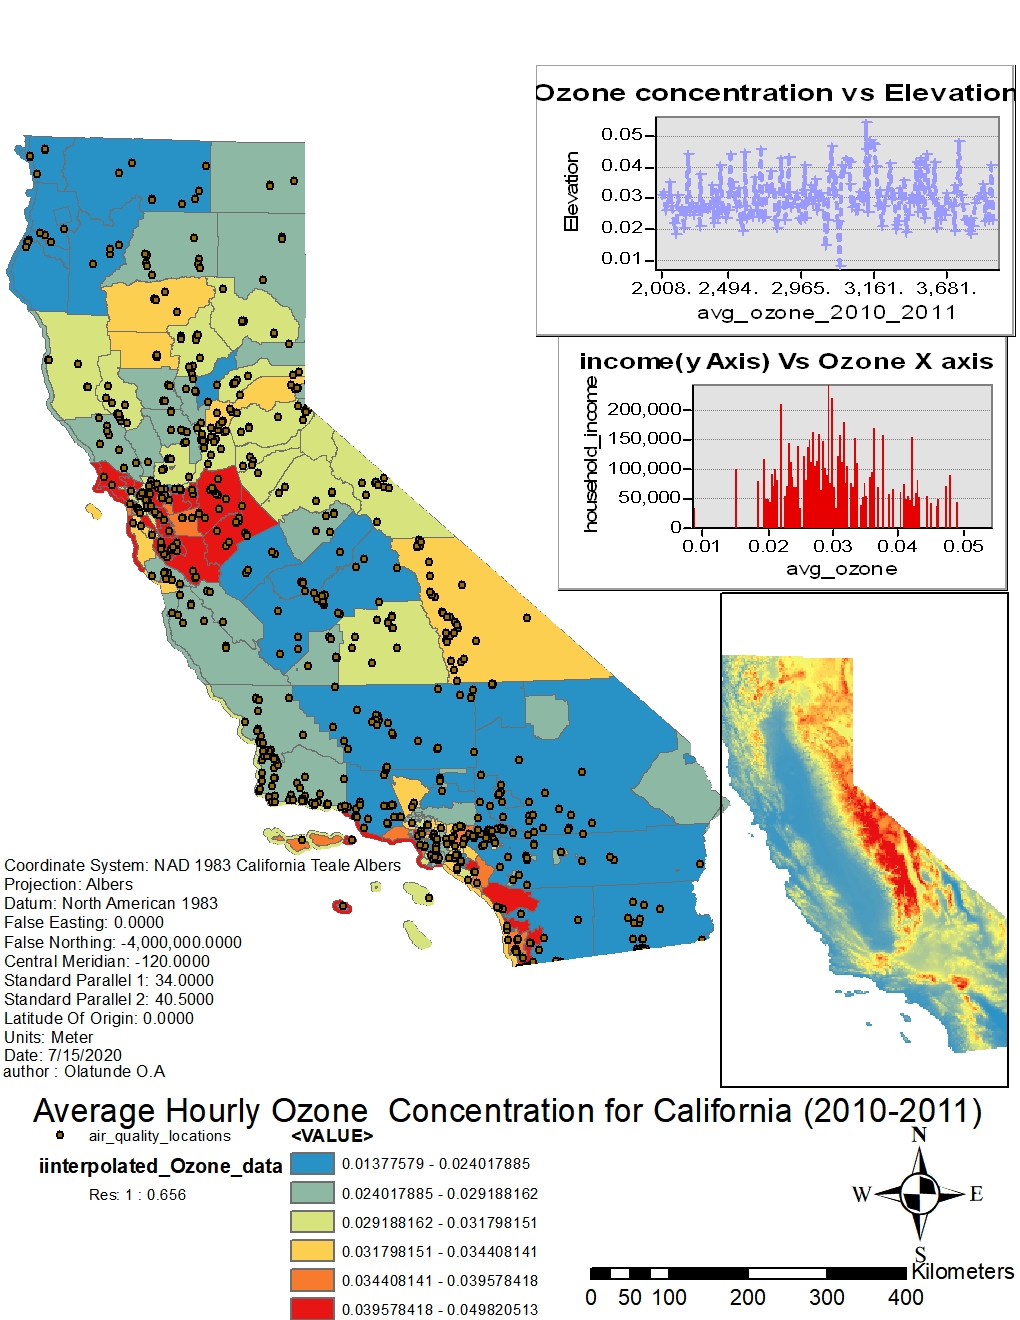 Ozone concentration vs Elevation
Elevation
0.05
0.04
0.03
0.02
0.01
2,008. 2,494. 2,965. 3,161. 3,681.
avg_ozone_2010_2011
income(y Axis) Vs Ozone X axis
household_income
200,000
150,000
100,000
50,000
0
0.01 0.02 0.03 0.04 0.05
avg_ozone
Coordinate System: NAD 1983 California Teale Albers
Projection: Albers
Datum: North American 1983
False Easting: 0.0000
False Northing: -4,000,000.0000
Central Meridian: -120.0000
Standard Parallel 1: 34.0000
Standard Parallel 2: 40.5000
Latitude Of Origin: 0.0000
Units: Meter
Date: 7/15/2020
author : Olatunde O.A
Average Hourly Ozone Concentration for California (2010-2011)
air_quality_locations
iinterpolated_Ozone_data
Res: 1 : 0.656
<VALUE>
0.01377579 - 0.024017885
0.024017885 - 0.029188162
0.029188162 - 0.031798151
0.031798151 - 0.034408141
0.034408141 - 0.039578418
0.039578418 - 0.049820513
N
W E
S
Kilometers
0 50 100 200 300 400